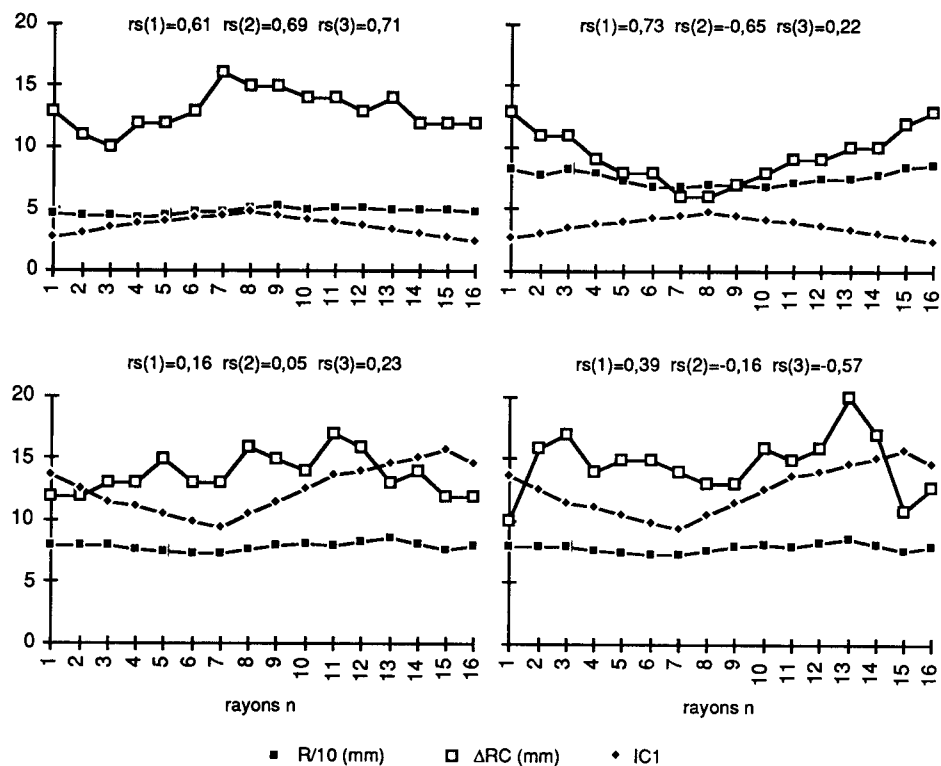 rs(1)=0,61 rs(2)=0,69 rs(3)=0,71
rs(1)=0,73 rs(2)=-0,65 rs(3)=0,22
20
15
10
5
0
1 2 3 4 5 6 7 8 9 10 11 12 13 14 15 16
1 2 3 4 5 6 7 8 9 10 11 12 13 14 15 16
rs(1)=0,16 rs(2)=0,05 rs(3)=0,23
rs(1)=0,39 rs(2)=-0,16 rs(3)=-0,57
20
15
10
5
0
1 2 3 4 5 6 7 8 9 10 11 12 13 14 15 16
1 2 3 4 5 6 7 8 9 10 11 12 13 14 15 16
rayons n
rayons n
R/10 (mm) ΔRC (mm) IC1